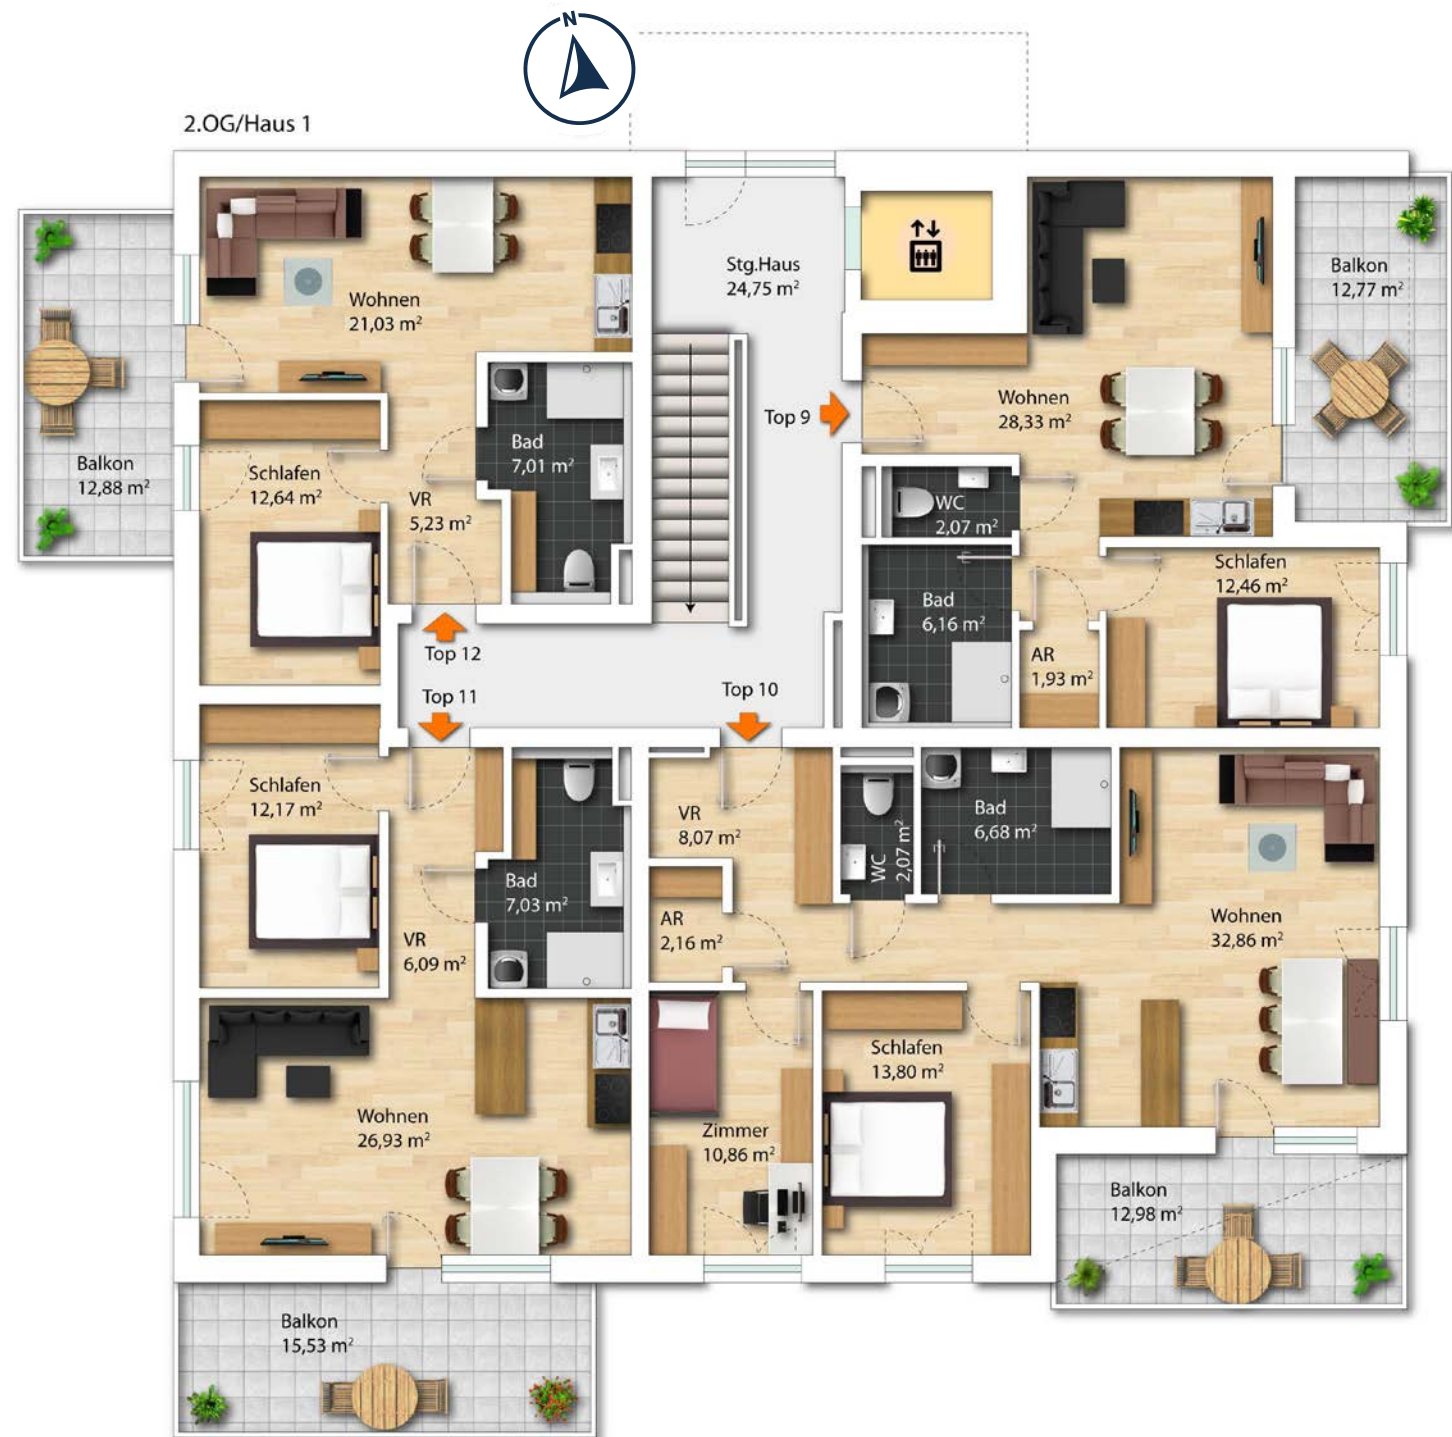 N
2.OG/Haus 1
Wohnen
21,03 m²
Stg.Haus
24,75 m²
Balkon
12,77 m²
Balkon
12,88 m²
Schlafen
12,64 m²
VR
5,23 m²
Bad
7,01 m²
Top 9
Wohnen
28,33 m²
WC
2,07 m²
Schlafen
12,46 m²
Bad
6,16 m²
AR
1,93 m²
Top 12
Top 11
Top 10
Schlafen
12,17 m²
VR
8,07 m²
WC
2,07 m²
Bad
6,68 m²
Bad
7,03 m²
VR
6,09 m²
AR
2,16 m²
Wohnen
32,86 m²
Wohnen
26,93 m²
Zimmer
10,86 m²
Schlafen
13,80 m²
Balkon
12,98 m²
Balkon
15,53 m²